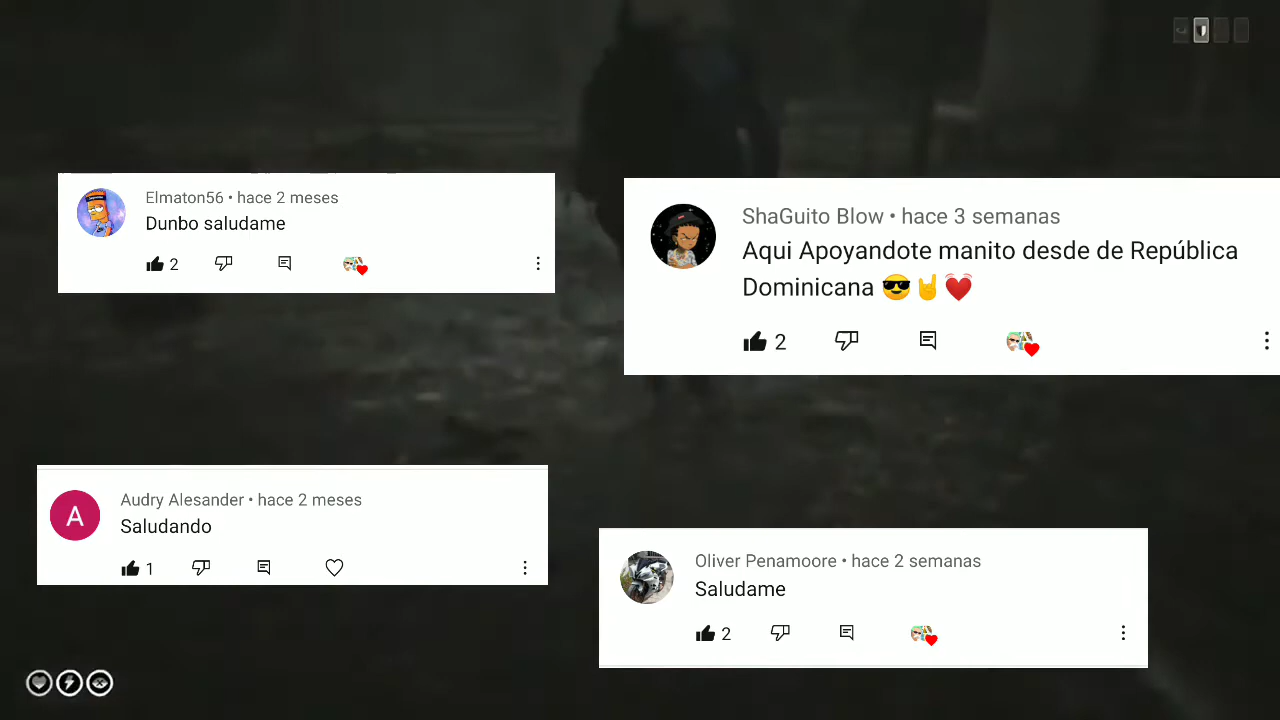 Elmaton56 • hace 2 meses
Dunbo saludame
2
ShaGuito Blow • hace 3 semanas
Aqui Apoyandote manito desde de República
Dominicana 😎🤘💓
2
A
Audry Alesander • hace 2 meses
Saludando
1
Oliver Penamoore • hace 2 semanas
Saludame
2